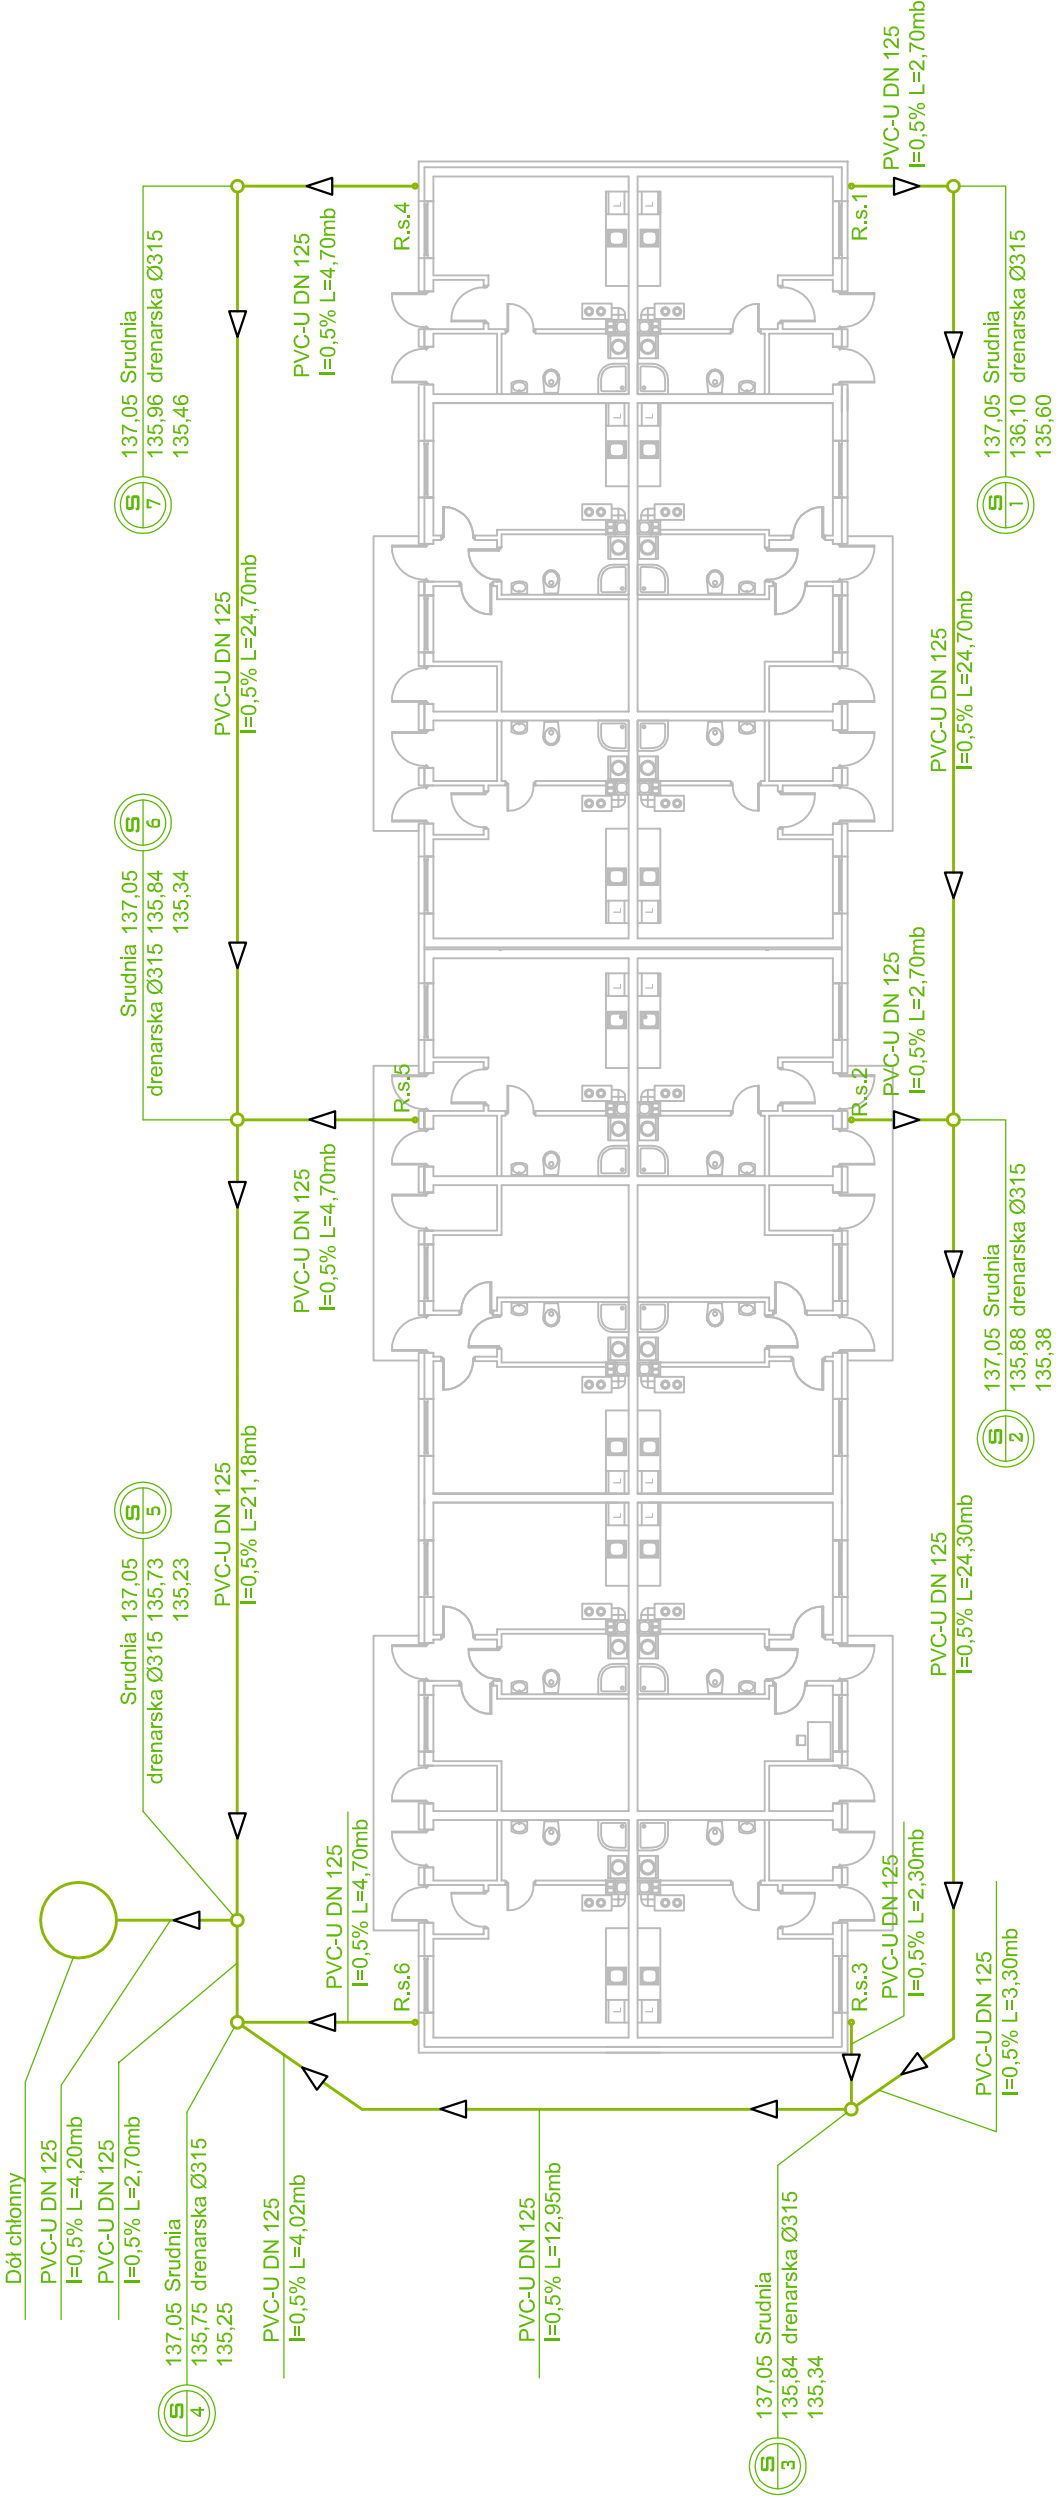 PVC-U DN 125
I=0,5% L=2,70mb
R.s.1
R.s.4
PVC-U DN 125
I=0,5% L=4,70mb
137,05 Srudnia
135,96 drenarska Ø315
135,46
S
7
137,05 Srudnia
136,10 drenarska Ø315
135,60
S
1
PVC-U DN 125
I=0,5% L=24,70mb
PVC-U DN 125
I=0,5% L=24,70mb
S
6
Srudnia 137,05
drenarska Ø315 135,84
135,34
R.s.5
PVC-U DN 125
I=0,5% L=4,70mb
R.s.2
PVC-U DN 125
I=0,5% L=2,70mb
137,05 Srudnia
135,88 drenarska Ø315
135,38
S
2
PVC-U DN 125
I=0,5% L=21,18mb
PVC-U DN 125
I=0,5% L=24,30mb
S
5
Srudnia 137,05
drenarska Ø315 135,73
135,23
PVC-U DN 125
I=0,5% L=4,70mb
R.s.6
R.s.3
PVC-U DN 125
I=0,5% L=2,30mb
PVC-U DN 125
I=0,5% L=3,30mb
Dół chłonny
PVC-U DN 125
I=0,5% L=4,20mb
PVC-U DN 125
I=0,5% L=2,70mb
137,05 Srudnia
135,75 drenarska Ø315
135,25
S
4
PVC-U DN 125
I=0,5% L=4,02mb
PVC-U DN 125
I=0,5% L=12,95mb
137,05 Srudnia
135,84 drenarska Ø315
135,34
S
3
L
L
L
L
L
L
L
L
L
L
L
L
L
L